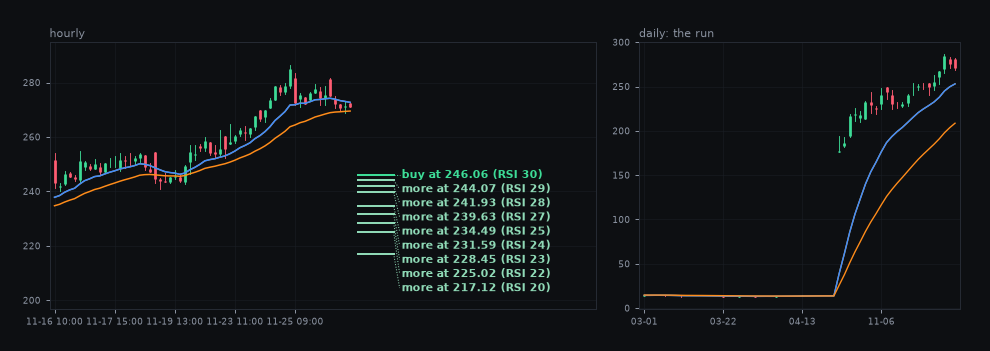 hourly
280
260
240
220
200
11-16 10:00 11-17 15:00 11-19 13:00 11-23 11:00 11-25 09:00
buy at 246.06 (RSI 30)
more at 244.07 (RSI 29)
more at 241.93 (RSI 28)
more at 239.63 (RSI 27)
more at 234.49 (RSI 25)
more at 231.59 (RSI 24)
more at 228.45 (RSI 23)
more at 225.02 (RSI 22)
more at 217.12 (RSI 20)
daily: the run
300
250
200
150
100
50
0
03-01 03-22 04-13 11-06